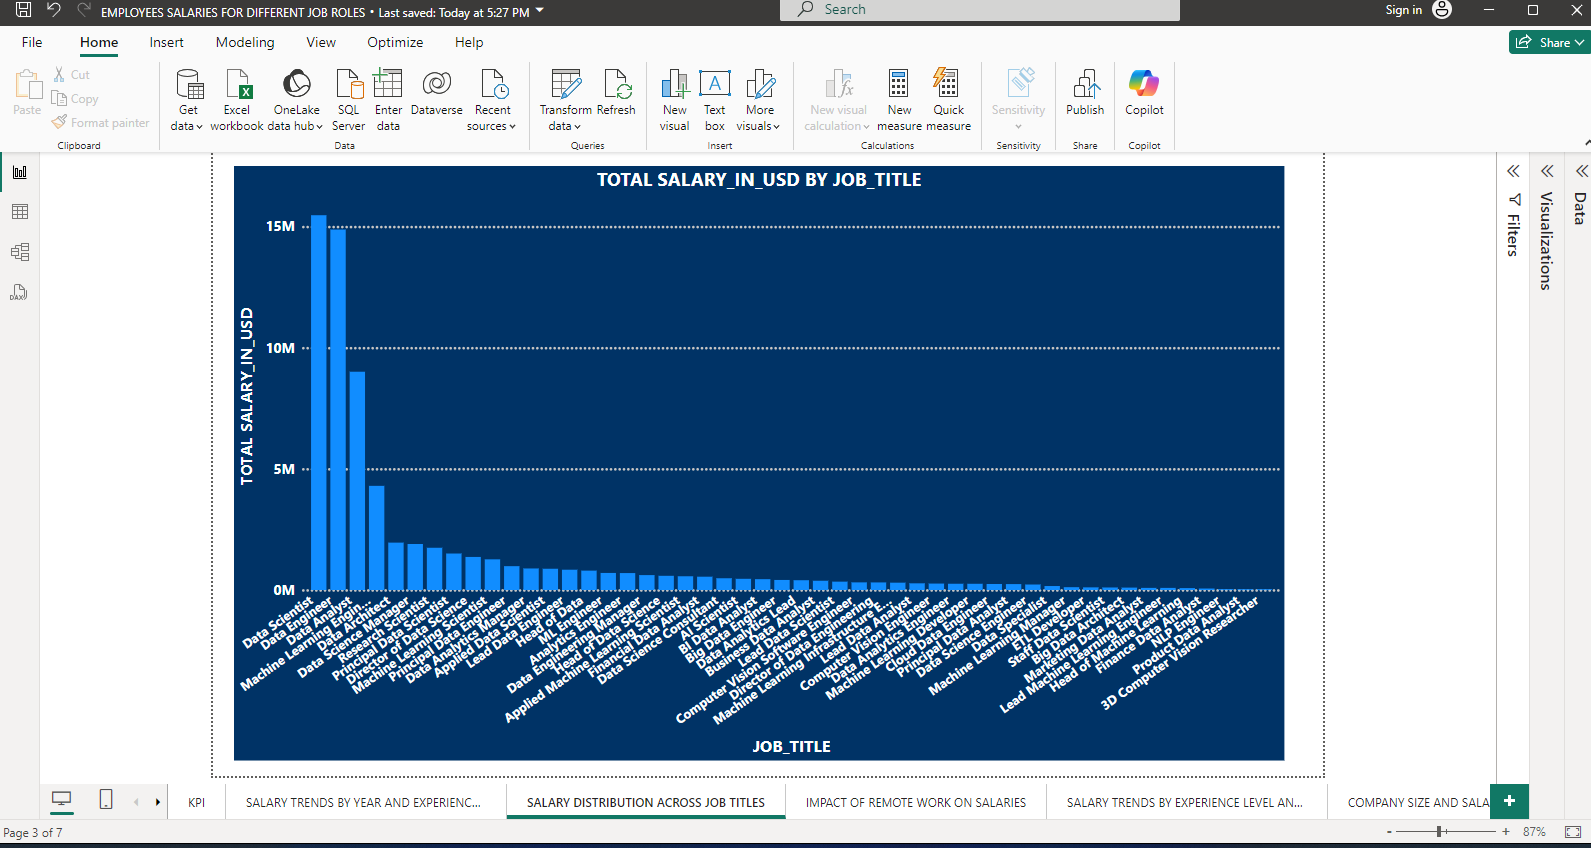 EMPLOYEES SALARIES FOR DIFFERENT JOB ROLES • Last saved: Today at 5:27 PM
Search
Sign in
File Home Insert Modeling View Optimize Help
Share
Paste
Cut
Copy
Format painter
Clipboard
Get data
Excel workbook
OneLake data hub
SQL Server
Enter data
Dataverse
Recent sources
Data
Transform data
Refresh
Queries
New visual
Text box
More visuals
Insert
New visual calculation
New measure
Quick measure
Calculations
Sensitivity
Sensitivity
Publish
Share
Copilot
Copilot
TOTAL SALARY_IN_USD BY JOB_TITLE
TOTAL SALARY_IN_USD
15M
10M
5M
0M
Data Scientist
Data Engineer
Data Analyst
Machine Learning Engin...
Data Architect
Data Science Manager
Research Scientist
Principal Data Scientist
Director of Data Science
Machine Learning Scientist
Principal Data Engineer
Data Analytics Manager
Applied Data Scientist
Lead Data Engineer
Head of Data
ML Engineer
Analytics Engineer
Data Engineering Manager
Head of Data Science
Applied Machine Learning Scientist
Financial Data Analyst
Data Science Consultant
AI Scientist
BI Data Analyst
Big Data Engineer
Data Analytics Lead
Business Data Analyst
Lead Data Scientist
Computer Vision Software Engineer
Director of Data Engineering
Machine Learning Infrastructure E...
Lead Data Analyst
Computer Vision Engineer
Data Analytics Engineer
Machine Learning Developer
Cloud Data Engineer
Principal Data Analyst
Data Science Engineer
Data Specialist
Machine Learning Manager
ETL Developer
Staff Data Scientist
Big Data Architect
Marketing Data Analyst
Lead Machine Learning Engineer
Head of Machine Learning
Finance Data Analyst
NLP Engineer
Product Data Analyst
3D Computer Vision Researcher
JOB_TITLE
Filters
Visualizations
Data
KPI
SALARY TRENDS BY YEAR AND EXPERIENC...
SALARY DISTRIBUTION ACROSS JOB TITLES
IMPACT OF REMOTE WORK ON SALARIES
SALARY TRENDS BY EXPERIENCE LEVEL AN...
COMPANY SIZE AND SALA
Page 3 of 7
87%